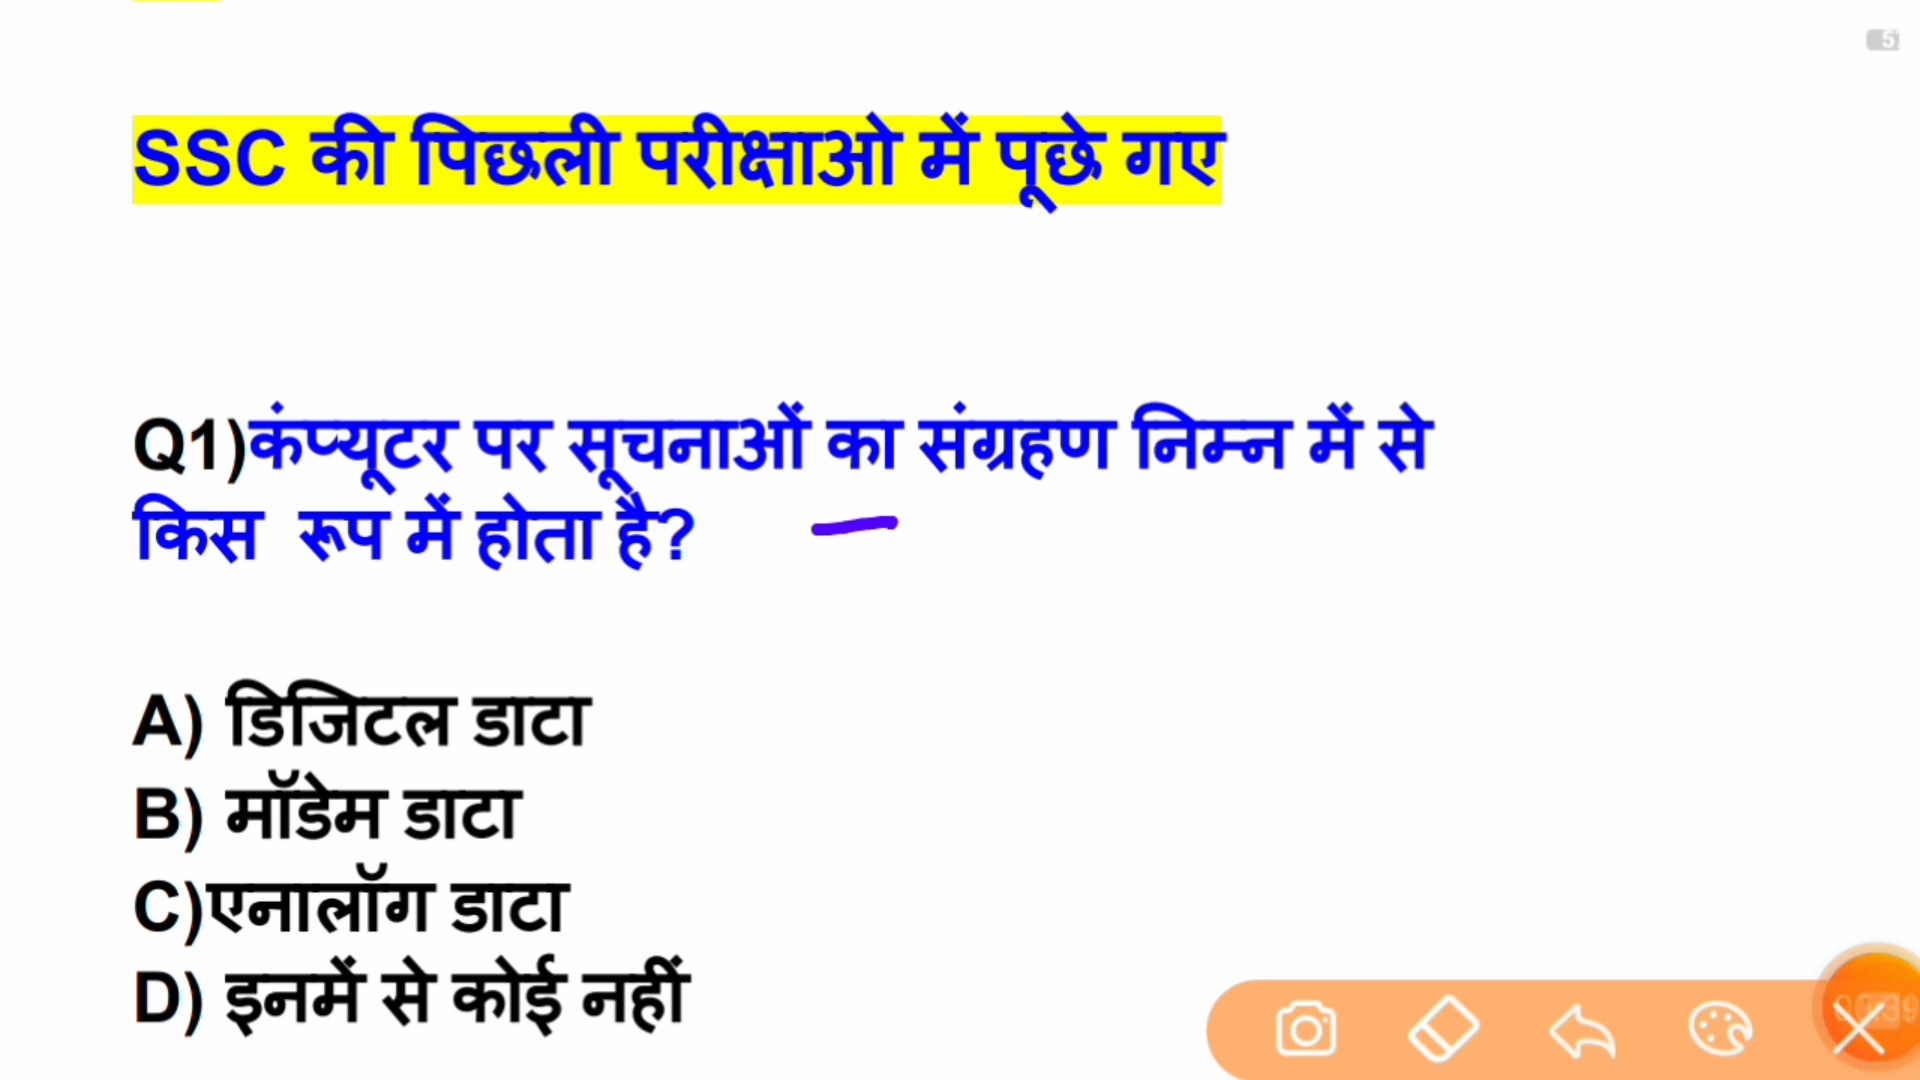 SSC की पिछली परीक्षाओ में पूछे गए
Q1)कंप्यूटर पर सूचनाओं का संग्रहण निम्न में से
किस रूप में होता है?
A) डिजिटल डाटा
B) मॉडेम डाटा
C)एनालॉग डाटा
D) इनमें से कोई नहीं